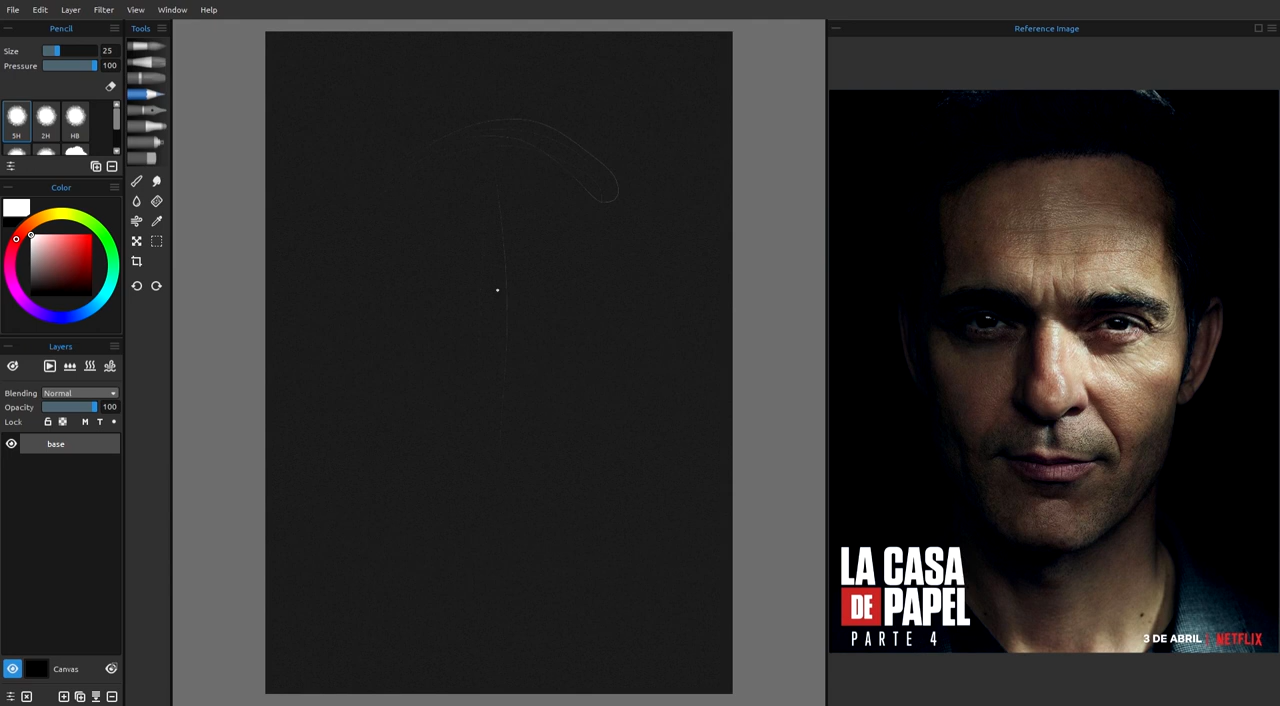 File Edit Layer Filter View Window Help
Pencil
Tools
Reference Image
Size 25
Pressure 100
5H 2H HB
Color
Layers
Blending Normal
Opacity 100
Lock M T
base
Canvas
LA CASA
DE PAPEL
PARTE 4
3 DE ABRIL | NETFLIX